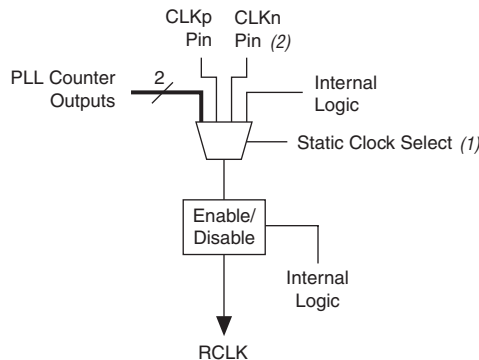 CLKp
Pin
CLKn
Pin (2)
PLL Counter
Outputs
2
Internal
Logic
Static Clock Select (1)
Enable/
Disable
Internal
Logic
RCLK